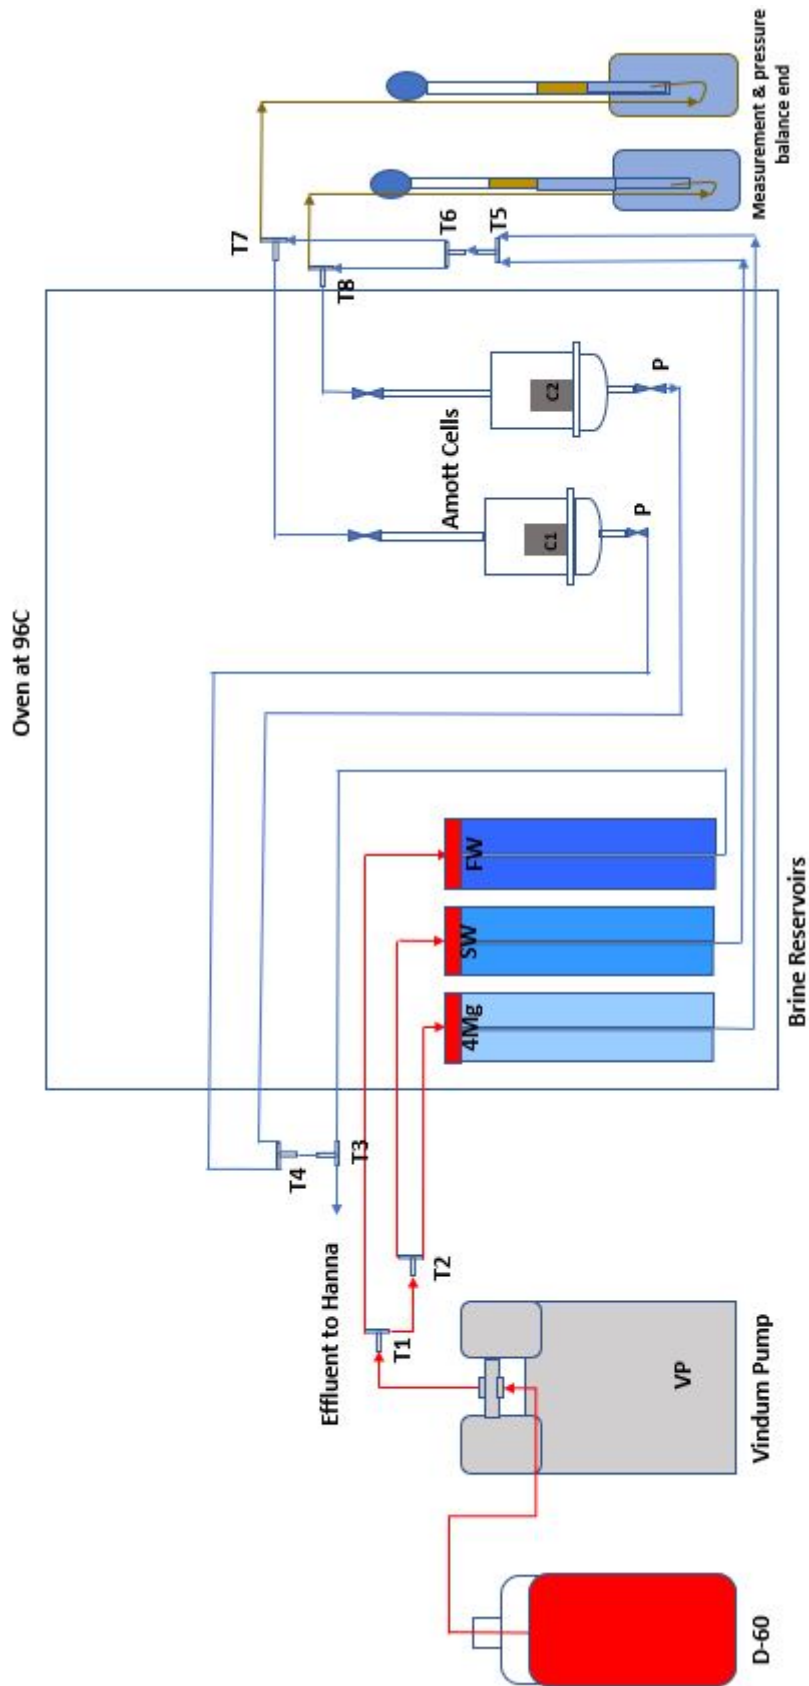 Oven at 96C
T7
T8
T6
T5
Measurement & pressure
balance end
Amott Cells
C1
C2
P
P
T4
T3
Effluent to Hanna
T1
T2
4Mg
SW
FW
Brine Reservoirs
VP
Vindum Pump
D-60